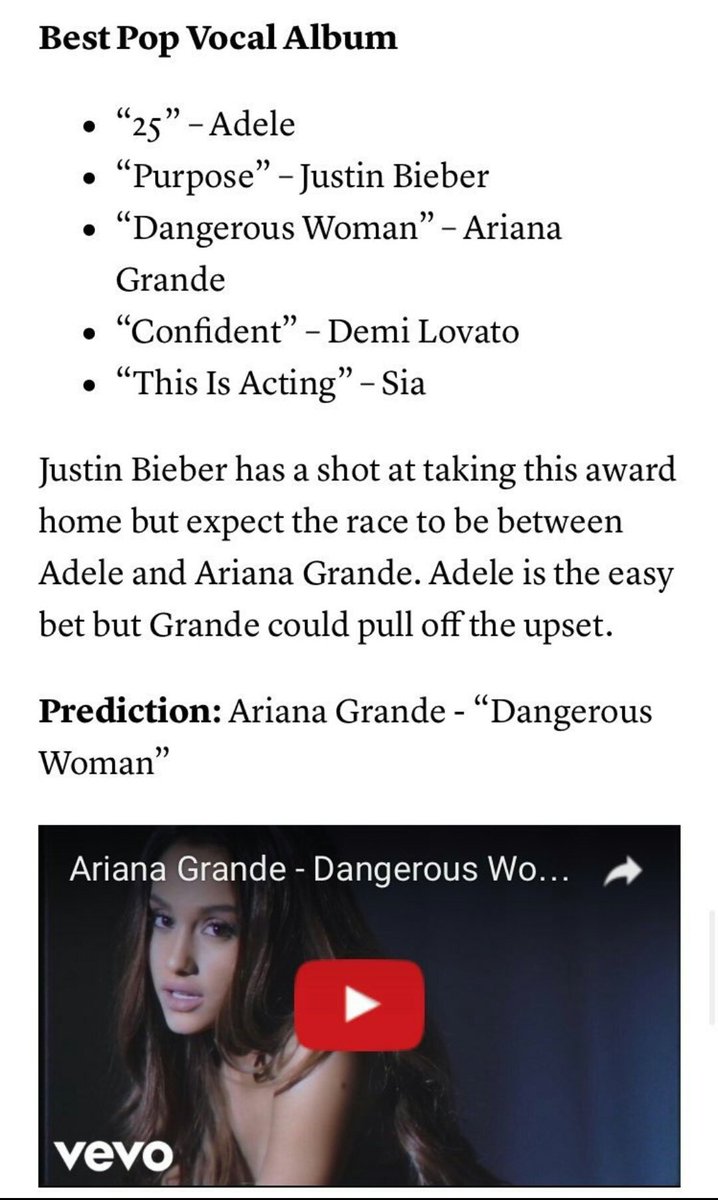 Best Pop Vocal Album
• “25” – Adele
• “Purpose” – Justin Bieber
• “Dangerous Woman” – Ariana
Grande
• “Confident” – Demi Lovato
• “This Is Acting” – Sia
Justin Bieber has a shot at taking this award
home but expect the race to be between
Adele and Ariana Grande. Adele is the easy
bet but Grande could pull off the upset.
Prediction: Ariana Grande - “Dangerous
Woman”
Ariana Grande - Dangerous Wo...
vevo